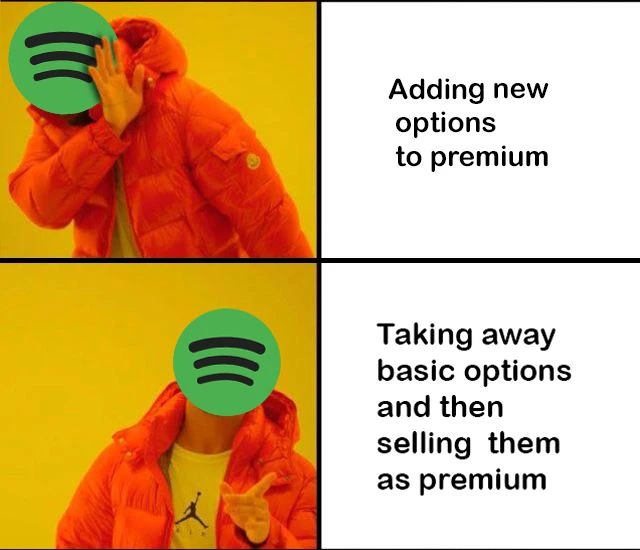 Adding new
options
to premium
Taking away
basic options
and then
selling them
as premium